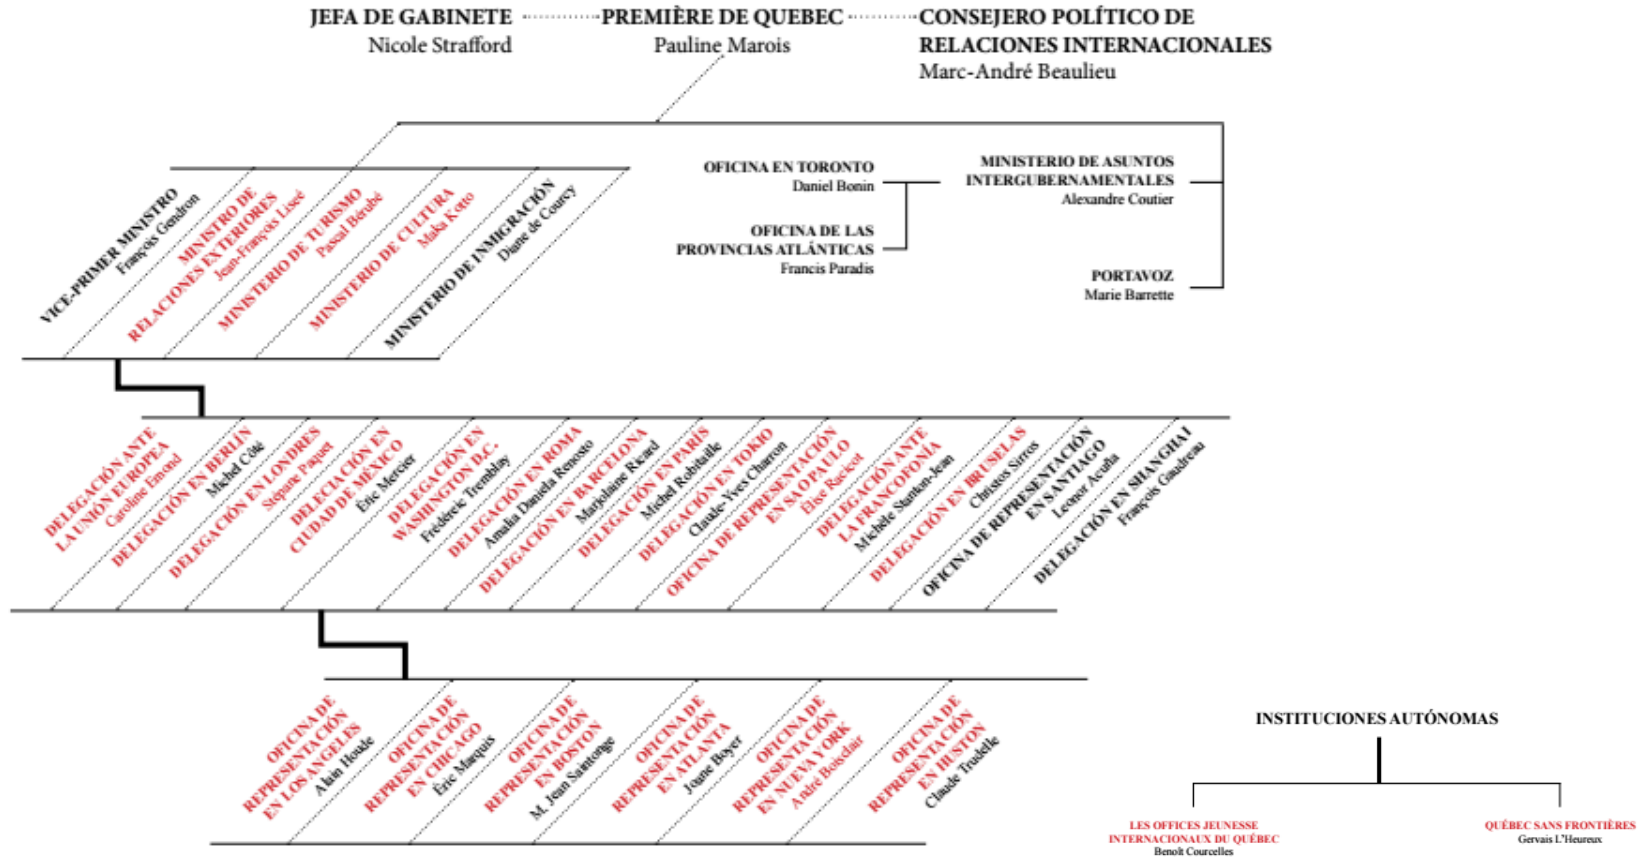 JEFA DE GABINETE
Nicole Strafford
PREMIÈRE DE QUEBEC
Pauline Marois
CONSEJERO POLÍTICO DE
RELACIONES INTERNACIONALES
Marc-André Beaulieu
VICE-PRIMER MINISTRO
François Gendron
MINISTRO DE
RELACIONES EXTERIORES
Jean-François Liseé
MINISTERIO DE TURISMO
Pascal Bérubé
MINISTERIO DE CULTURA
Maka Kotto
MINISTERIO DE INMIGRACIÓN
Diane de Courcy
OFICINA EN TORONTO
Daniel Bonin
OFICINA DE LAS
PROVINCIAS ATLÁNTICAS
Francis Paradis
MINISTERIO DE ASUNTOS
INTERGUBERNAMENTALES
Alexandre Coutier
PORTAVOZ
Marie Barrette
DELEGACIÓN ANTE
LA UNIÓN EUROPEA
Caroline Émond
DELEGACIÓN EN BERLÍN
Michel Côté
DELEGACIÓN EN LONDRES
Stépane Paquet
DELECIACIÓN EN
CIUDAD DE MÉXICO
Éric Mercier
DELEGACIÓN EN
WASHINGTON D.C.
Frédéreic Tremblay
DELEGACIÓN EN ROMA
Amalia Daniela Renosto
DELEGACIÓN EN BARCELONA
Marjolaine Ricard
DELEGACIÓN EN PARÍS
Michel Robitaille
DELEGACIÓN EN TOKIO
Claude-Yves Charron
OFICINA DE REPRESENTACIÓN
EN SAO PAULO
Elise Racicot
DELEGACIÓN ANTE
LA FRANCOFONÍA
Michèle Stanton-Jean
DELEGACIÓN EN BRUSELAS
Christos Sirros
OFICINA DE REPRESENTACIÓN
EN SANTIAGO
Leonor Acuña
DELEGACIÓN EN SHANGHAI
François Gaudreau
OFICINA DE
REPRESENTACIÓN
EN LOS ANGELES
Alain Houde
OFICINA DE
REPRESENTACIÓN
EN CHICAGO
Éric Marquis
OFICINA DE
REPRESENTACIÓN
EN BOSTON
M. Jean Saintonge
OFICINA DE
REPRESENTACIÓN
EN ATLANTA
Joane Boyer
OFICINA DE
REPRESENTACIÓN
EN NUEVA YORK
André Boisclair
OFICINA DE
REPRESENTACIÓN
EN HUSTON
Claude Trudelle
INSTITUCIONES AUTÓNOMAS
LES OFFICES JEUNESSE
INTERNACIONAUX DU QUÉBEC
Benoît Courcelles
QUÉBEC SANS FRONTIÈRES
Gervais L'Heureux